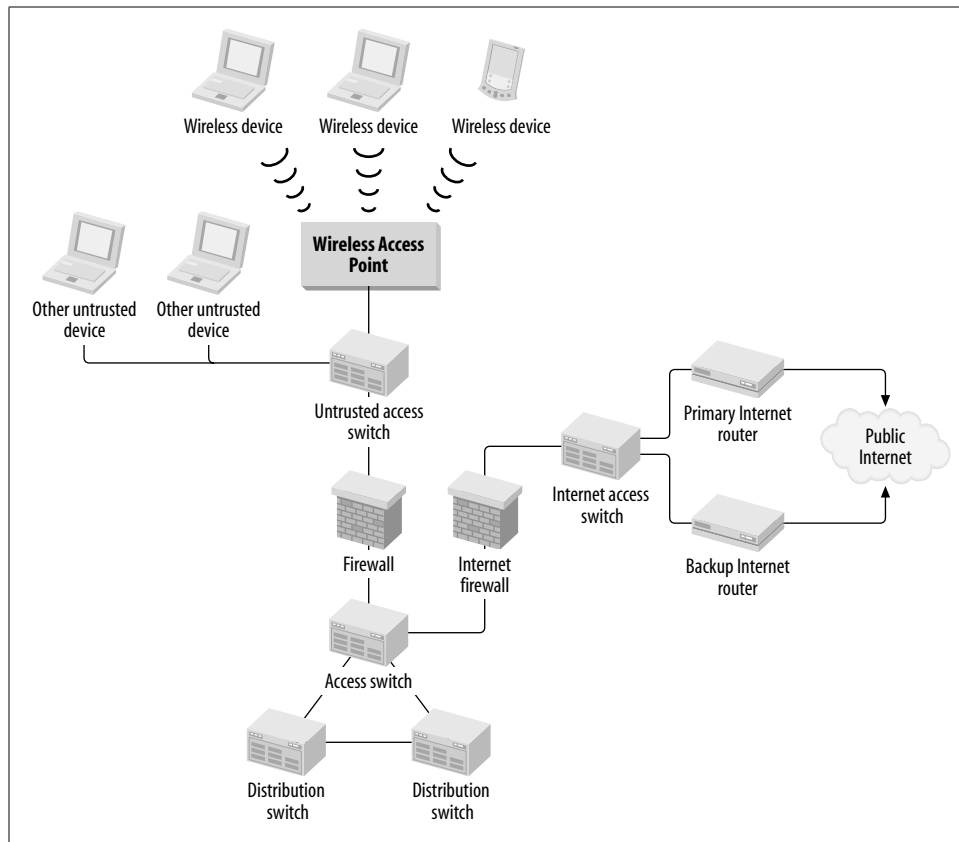 Wireless device
Wireless device
Wireless device
Wireless Access
Point
Other untrusted
device
Other untrusted
device
Untrusted access
switch
Primary Internet
router
Public
Internet
Internet access
switch
Firewall
Internet
firewall
Backup Internet
router
Access switch
Distribution
switch
Distribution
switch